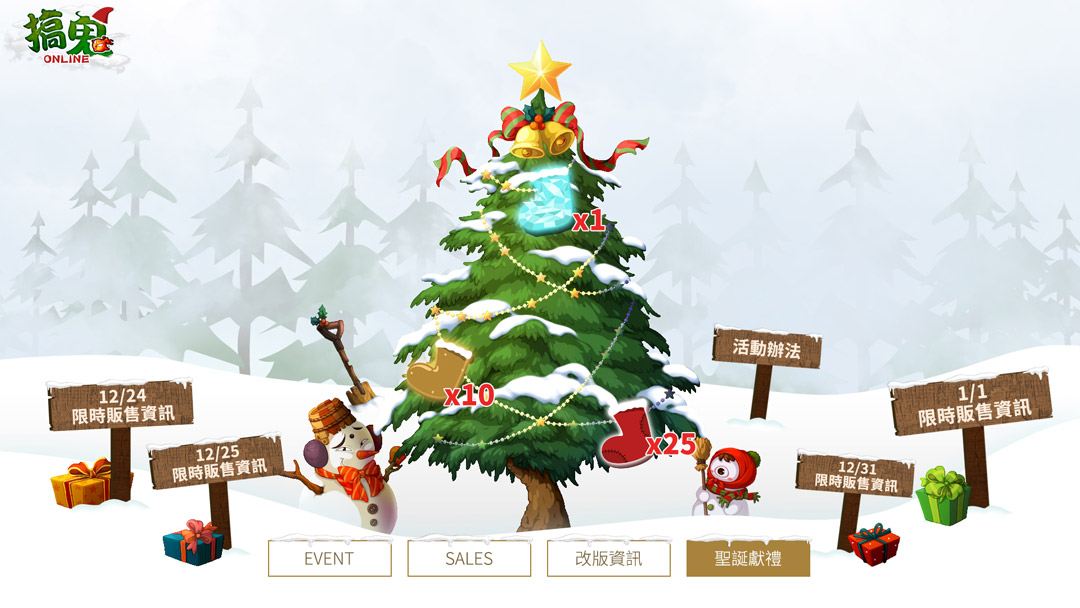 搞鬼
ONLINE
x1
x10
x25
活動辦法
12/24
限時販售資訊
12/25
限時販售資訊
1/1
限時販售資訊
12/31
限時販售資訊
EVENT
SALES
改版資訊
聖誕獻禮